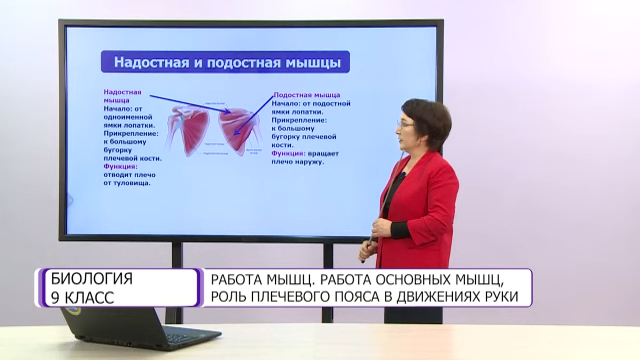 Надостная и подостная мышцы
Надостная
мышца
Начало: от
одноименной
ямки лопатки.
Прикрепление:
к большому
бугорку
плечевой кости.
Функция:
отводит плечо
от туловища.
Подостная мышца
Начало: от подостной
ямки лопатки.
Прикрепление:
к большому
бугорку плечевой
кости.
Функция: вращает
плечо наружу.
БИОЛОГИЯ
9 КЛАСС
РАБОТА МЫШЦ. РАБОТА ОСНОВНЫХ МЫШЦ,
РОЛЬ ПЛЕЧЕВОГО ПОЯСА В ДВИЖЕНИЯХ РУКИ